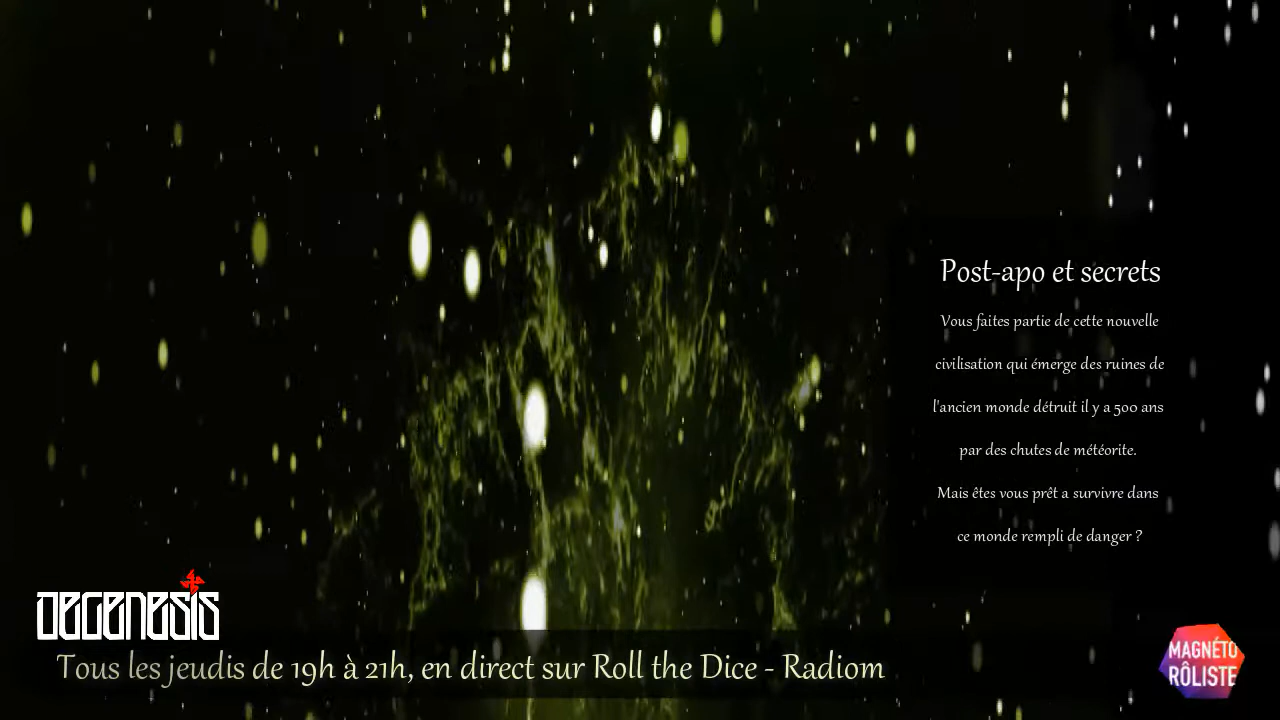 Post-apo et secrets
Vous faites partie de cette nouvelle
civilisation qui émerge des ruines de
l'ancien monde détruit il y a 500 ans
par des chutes de météorite.
Mais êtes vous prêt a survivre dans
ce monde rempli de danger ?
DEGENESIS
Tous les jeudis de 19h à 21h, en direct sur Roll the Dice - Radiom
MAGNÉTO
RÔLISTE